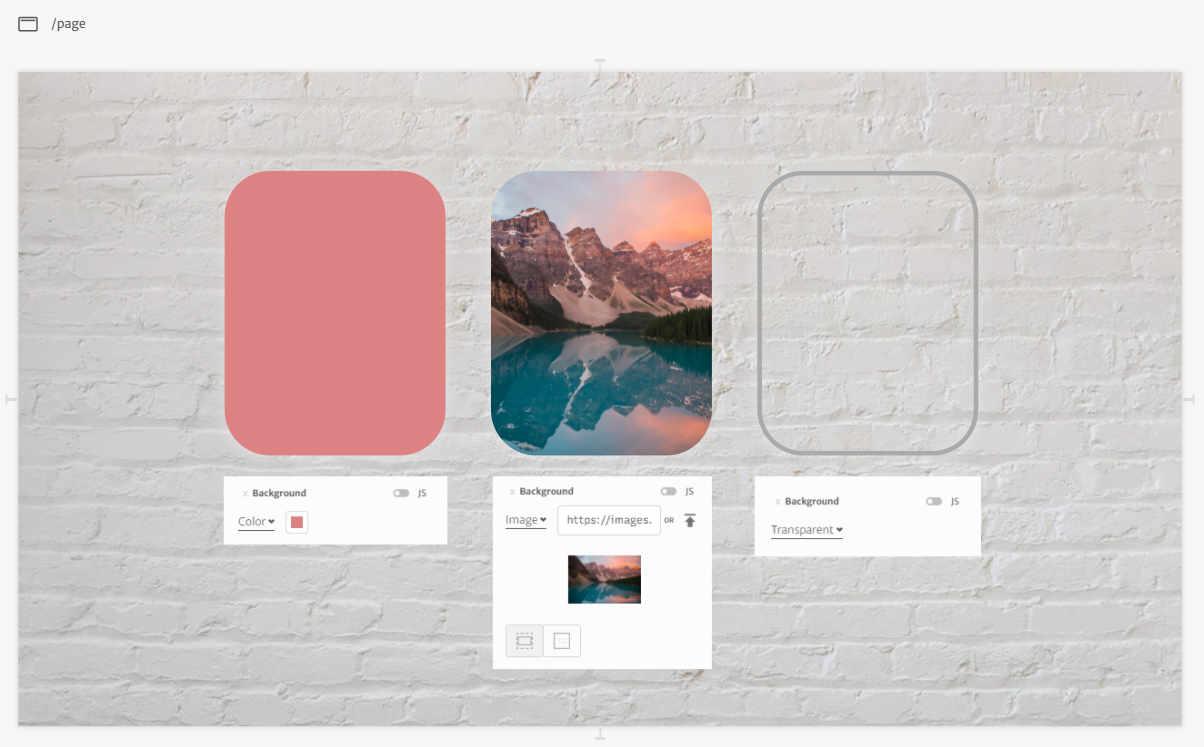 /page
x Background JS
Color
x Background JS
Image https://images. OR
x Background JS
Transparent